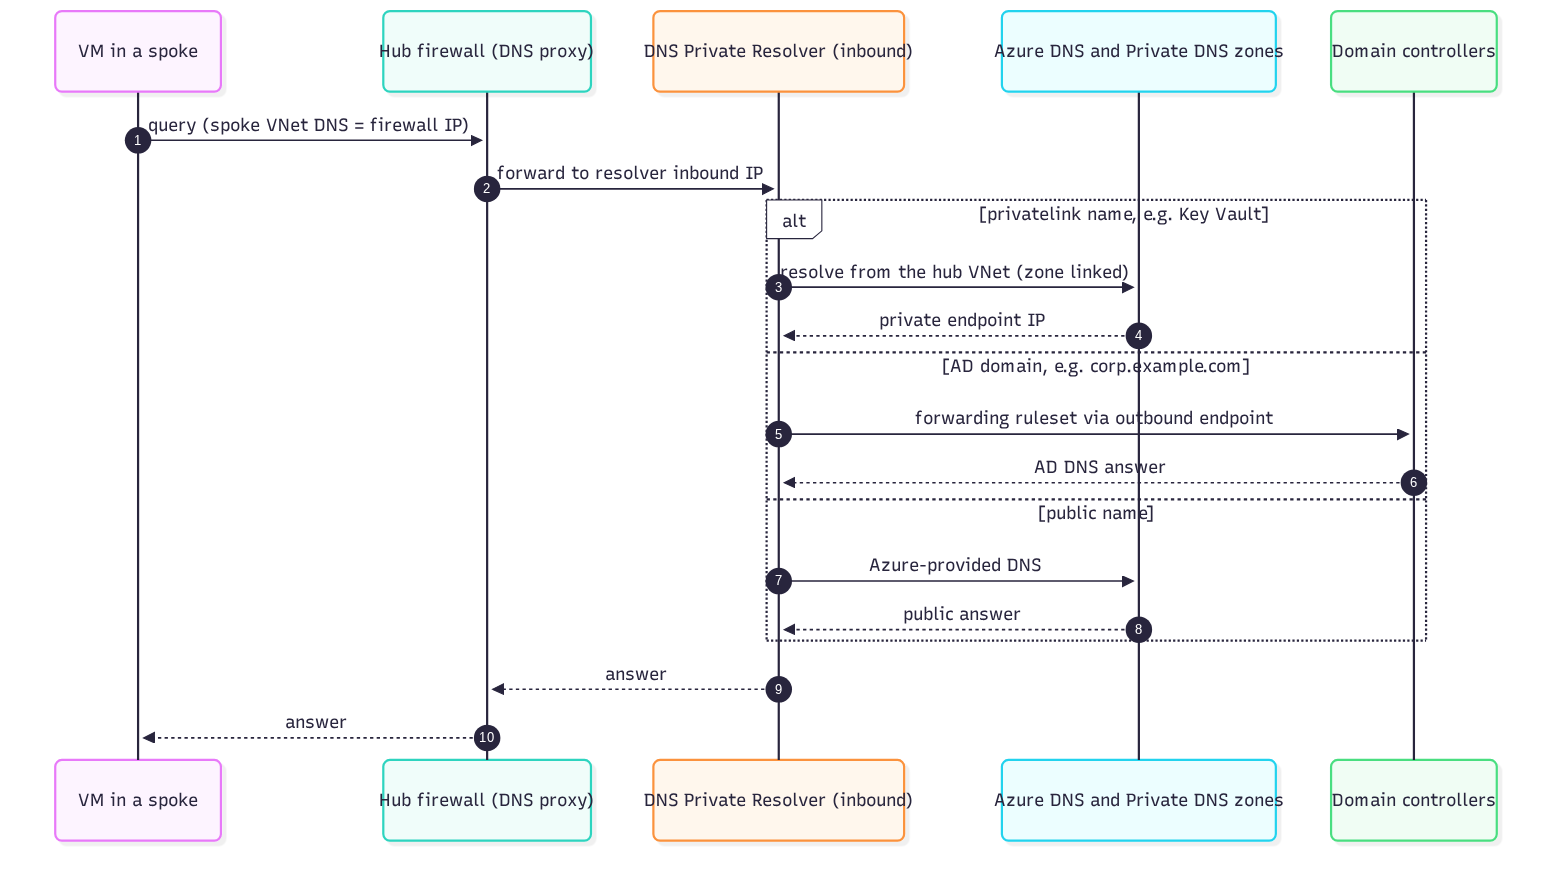 VM in a spoke
Hub firewall (DNS proxy)
DNS Private Resolver (inbound)
Azure DNS and Private DNS zones
Domain controllers
query (spoke VNet DNS = firewall IP)
1
forward to resolver inbound IP
2
alt
[privatelink name, e.g. Key Vault]
resolve from the hub VNet (zone linked)
3
private endpoint IP
4
[AD domain, e.g. corp.example.com]
forwarding ruleset via outbound endpoint
5
AD DNS answer
6
[public name]
Azure-provided DNS
7
public answer
8
answer
9
answer
10
VM in a spoke
Hub firewall (DNS proxy)
DNS Private Resolver (inbound)
Azure DNS and Private DNS zones
Domain controllers